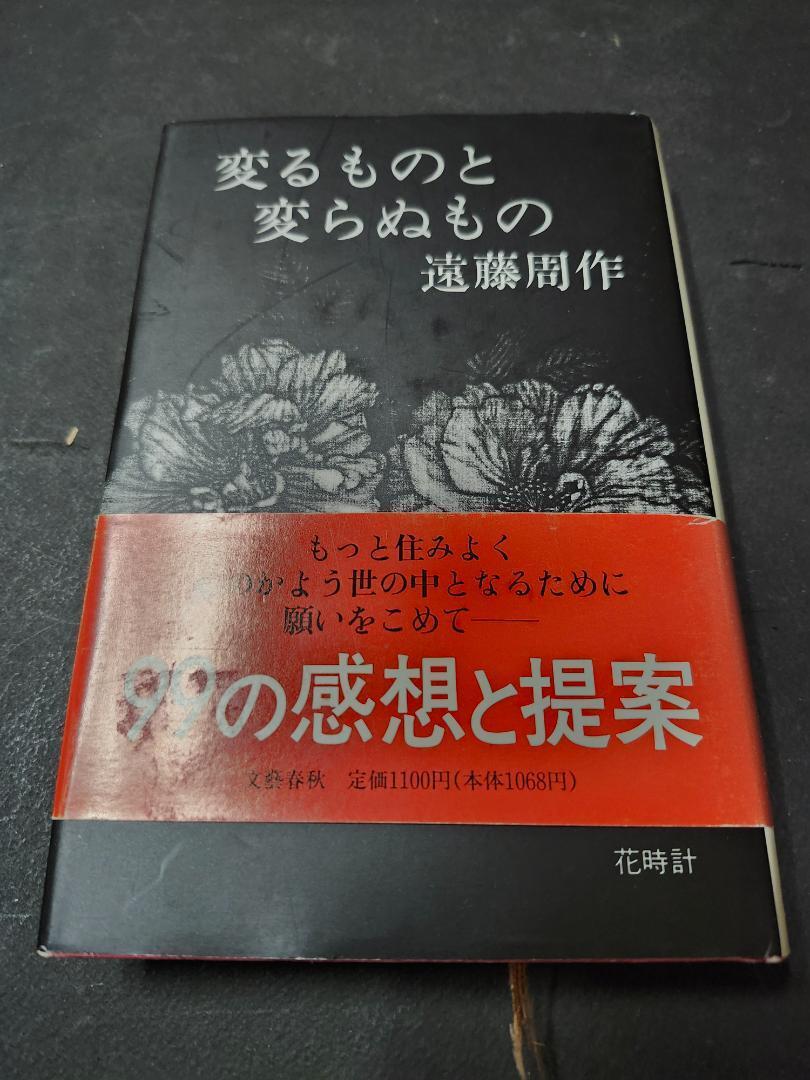 変るものと
変らぬもの
遠藤周作
もっと住みよく
かよう世の中となるために
願いをこめて──
99の感想と提案
文藝春秋　定価1100円(本体1068円)
花時計